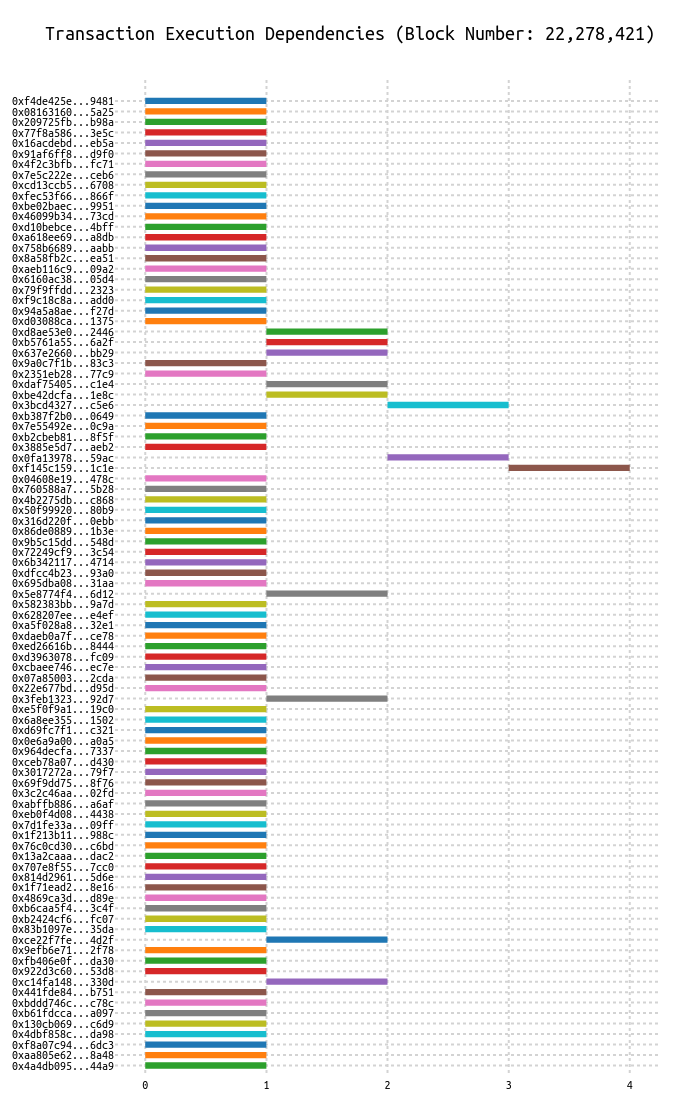 Transaction Execution Dependencies (Block Number: 22,278,421)
0xf4de425e...9481
0x08163160...5a25
0x209725fb...b98a
0x77f8a586...3e5c
0x16acdebd...eb5a
0x91af6ff8...d9f0
0x4f2c3bfb...fc71
0x7e5c222e...ceb6
0xcd13ccb5...6708
0xfec53f66...866f
0xbe02baec...9951
0x46099b34...73cd
0xd10bebce...4bff
0xa618ee69...a8db
0x758b6689...aabb
0x8a58fb2c...ea51
0xaeb116c9...09a2
0x6160ac38...05d4
0x79f9ffdd...2323
0xf9c18c8a...add0
0x94a5a8ae...f27d
0xd03088ca...1375
0xd8ae53e0...2446
0xb5761a55...6a2f
0x637e2660...bb29
0x9a0c7f1b...83c3
0x2351eb28...77c9
0xdaf75405...c1e4
0xbe42dcfa...1e8c
0x3bcd4327...c5e6
0xb387f2b0...0649
0x7e55492e...0c9a
0xb2cbeb81...8f5f
0x3885e5d7...aeb2
0x0fa13978...59ac
0xf145c159...1c1e
0x04608e19...478c
0x760588a7...5b28
0x4b2275db...c868
0x50f99920...80b9
0x316d220f...0ebb
0x86de0889...1b3e
0x9b5c15dd...548d
0x72249cf9...3c54
0x6b342117...4714
0xdfcc4b23...93a0
0x695dba08...31aa
0x5e8774f4...6d12
0x582383bb...9a7d
0x628207ee...e4ef
0xa5f028a8...32e1
0xdaeb0a7f...ce78
0xed26616b...8444
0xd3963078...fc09
0xcbaee746...ec7e
0x07a85003...2cda
0x22e677bd...d95d
0x3feb1323...92d7
0xe5f0f9a1...19c0
0x6a8ee355...1502
0xd69fc7f1...c321
0x0e6a9a00...a0a5
0x964decfa...7337
0xceb78a07...d430
0x3017272a...79f7
0x69f9dd75...8f76
0x3c2c46aa...02fd
0xabffb886...a6af
0xeb0f4d08...4438
0x7d1fe33a...09ff
0x1f213b11...988c
0x76c0cd30...c6bd
0x13a2caaa...dac2
0x707e8f55...7cc0
0x814d2961...5d6e
0x1f71ead2...8e16
0x4869ca3d...d89e
0xb6caa5f4...3c4f
0xb2424cf6...fc07
0x83b1097e...35da
0xce22f7fe...4d2f
0x9efb6e71...2f78
0xfb406e0f...da30
0x922d3c60...53d8
0xc14fa148...330d
0x441fde84...b751
0xbddd746c...c78c
0xb61fdcca...a097
0x130cb069...c6d9
0x4dbf858c...da98
0xf8a07c94...6dc3
0xaa805e62...8a48
0x4a4db095...44a9
0 1 2 3 4